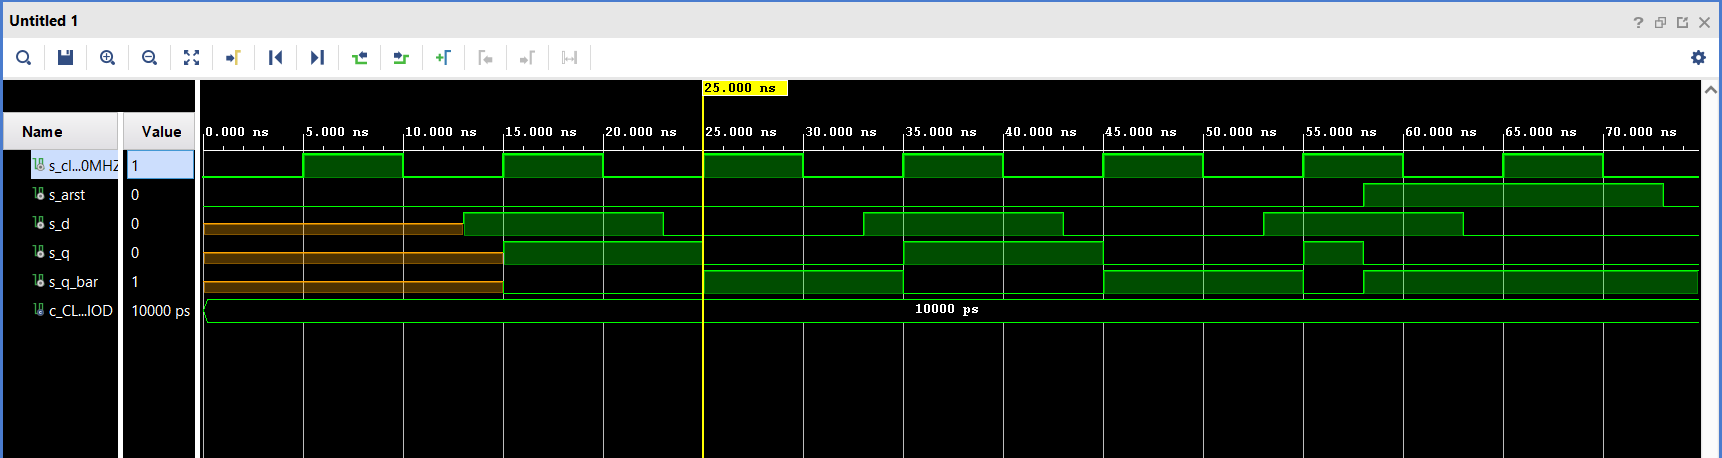 Untitled 1
?
25.000 ns
Name Value
0.000 ns 5.000 ns 10.000 ns 15.000 ns 20.000 ns 25.000 ns 30.000 ns 35.000 ns 40.000 ns 45.000 ns 50.000 ns 55.000 ns 60.000 ns 65.000 ns 70.000 ns
s_cl...0MHZ 1
s_arst 0
s_d 0
s_q 0
s_q_bar 1
c_CL...IOD 10000 ps 10000 ps